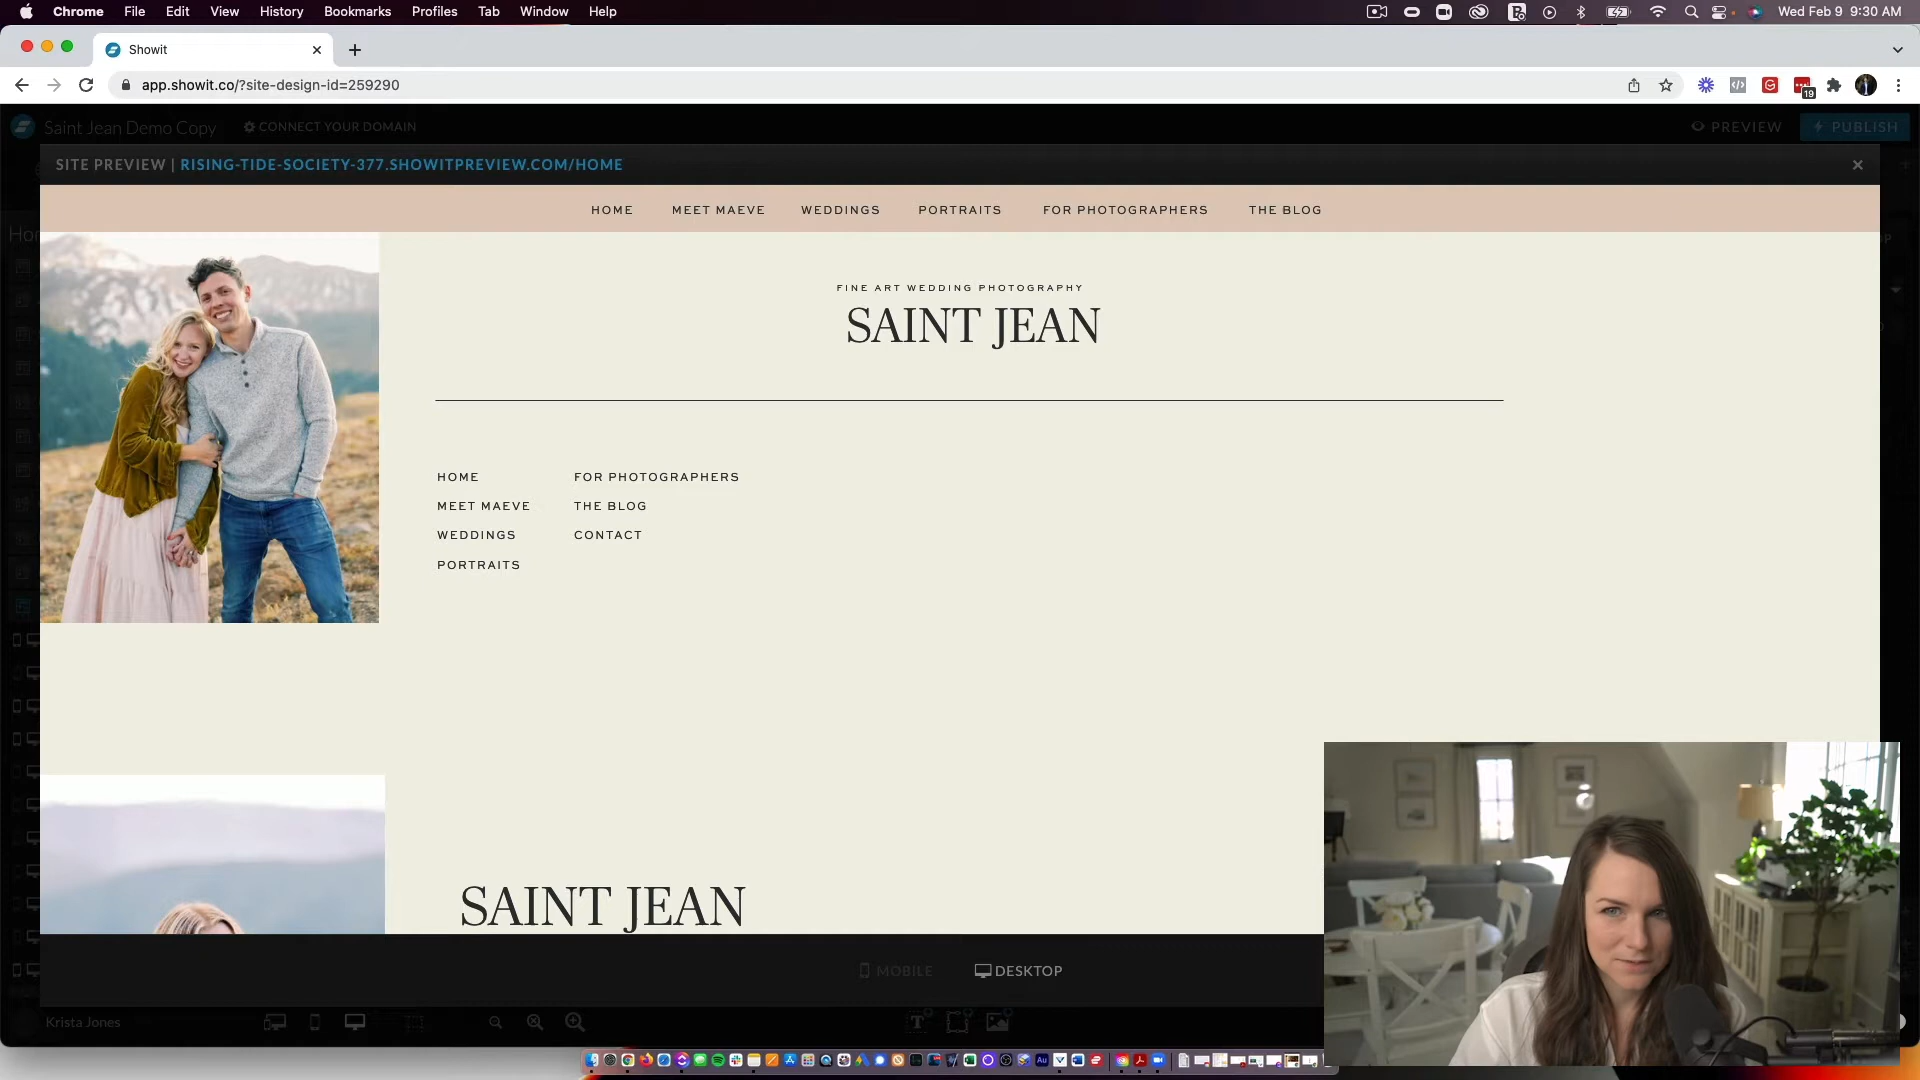 Chrome File Edit View History Bookmarks Profiles Tab Window Help Wed Feb 9 9:30 AM
Showit
app.showit.co/?site-design-id=259290
19
Saint Jean Demo Copy CONNECT YOUR DOMAIN PREVIEW PUBLISH
SITE PREVIEW | RISING-TIDE-SOCIETY-377.SHOWITPREVIEW.COM/HOME
HOME MEET MAEVE WEDDINGS PORTRAITS FOR PHOTOGRAPHERS THE BLOG
FINE ART WEDDING PHOTOGRAPHY
SAINT JEAN
HOME FOR PHOTOGRAPHERS
MEET MAEVE THE BLOG
WEDDINGS CONTACT
PORTRAITS
SAINT JEAN
MOBILE DESKTOP
Krista Jones